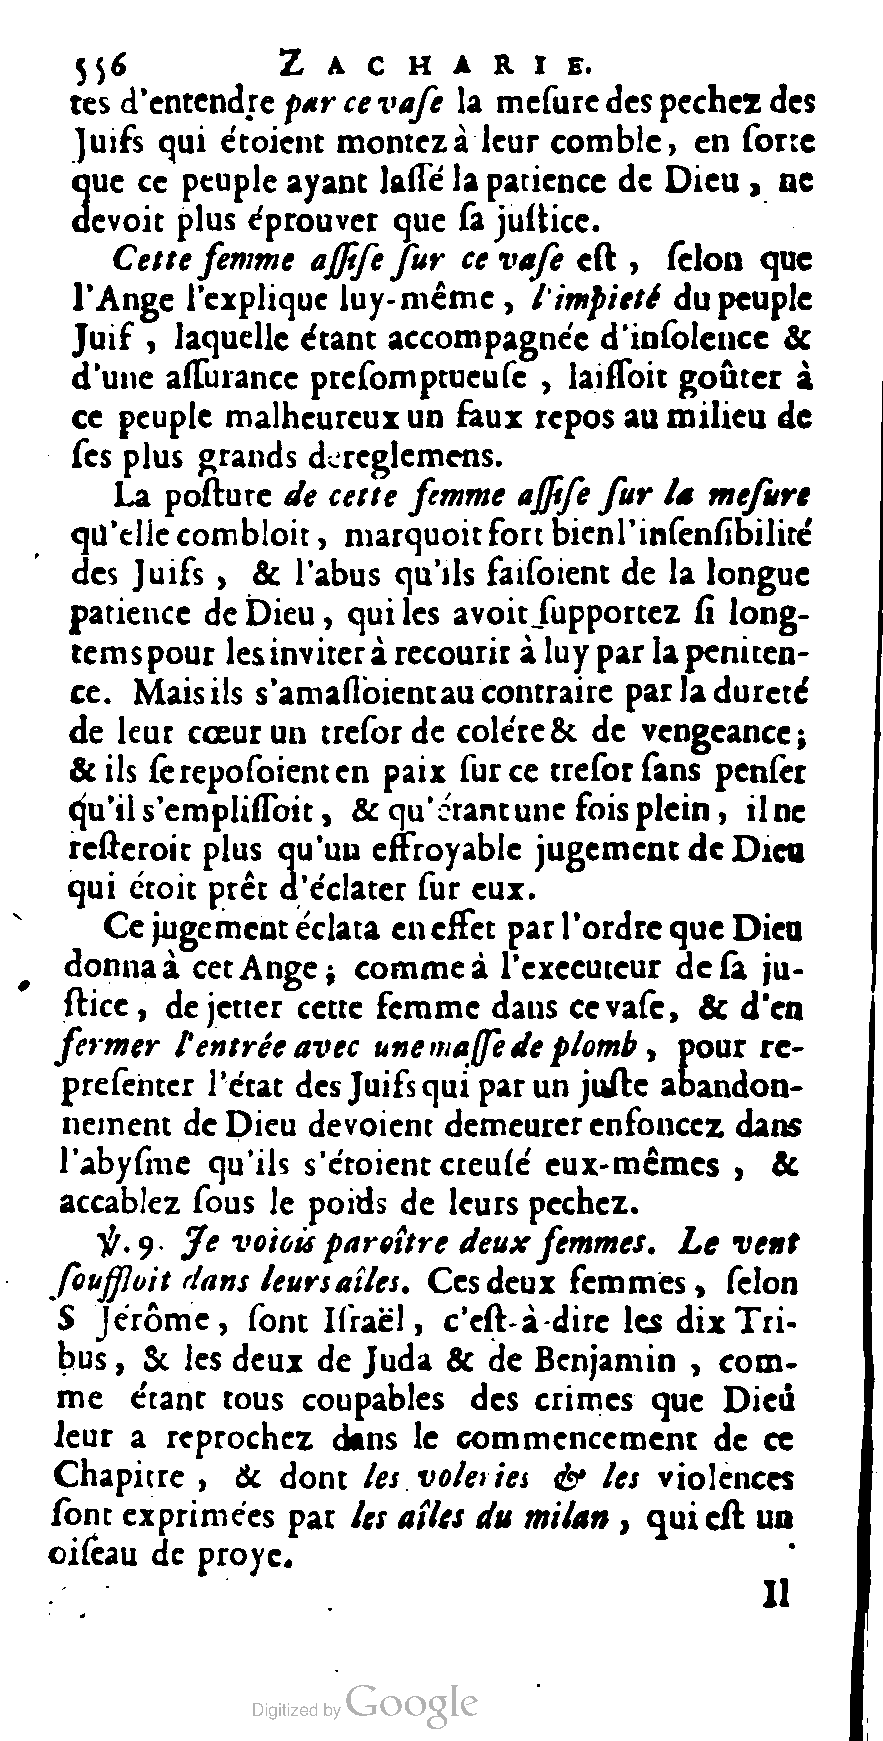 556 ZACHARIE.
tes d'entendre par ce vaſe la meſure des pechez des
Juifs qui étoient montez à leur comble, en ſorte
que ce peuple ayant laſſé la patience de Dieu, ne
devoit plus éprouver que ſa juſtice.
Cette femme aſſiſe ſur ce vaſe eſt, ſelon que
l'Ange l'explique luy-même, l'impieté du peuple
Juif, laquelle étant accompagnée d'inſolence &
d'une aſſurance preſomptueuſe, laiſſoit goûter à
ce peuple malheureux un faux repos au milieu de
ſes plus grands dereglemens.
La poſture de cette femme aſſiſe ſur la meſure
qu'elle combloit, marquoit fort bien l'inſenſibilité
des Juifs, & l'abus qu'ils faiſoient de la longue
patience de Dieu, qui les avoit ſupportez ſi long-
tems pour les inviter à recourir à luy par la peniten-
ce. Mais ils s'amaſſoient au contraire par la dureté
de leur cœur un treſor de colére & de vengeance;
& ils ſe repoſoient en paix ſur ce treſor ſans penſer
qu'il s'empliſſoit, & qu'étant une fois plein, il ne
reſteroit plus qu'un effroyable jugement de Dieu
qui étoit prêt d'éclater ſur eux.
Ce jugement éclata en effet par l'ordre que Dieu
donna à cet Ange; comme à l'executeur de ſa ju-
ſtice, de jetter cette femme dans ce vaſe, & d'en
fermer l'entrée avec une maſſe de plomb, pour re-
preſenter l'état des Juifs qui par un juſte abandon-
nement de Dieu devoient demeurer enfoncez dans
l'abyſme qu'ils s'étoient creuſé eux-mêmes, &
accablez ſous le poids de leurs pechez.
℣. 9. Je voiois paroître deux femmes. Le vent
ſouffloit dans leurs aîles. Ces deux femmes, ſelon
S Jérôme, ſont Iſraël, c'eſt-à-dire les dix Tri-
bus, & les deux de Juda & de Benjamin, com-
me étant tous coupables des crimes que Dieu
leur a reprochez dans le commencement de ce
Chapitre, & dont les voleries & les violences
ſont exprimées par les aîles du milan, qui eſt un
oiſeau de proye.
Il
Digitized by Google